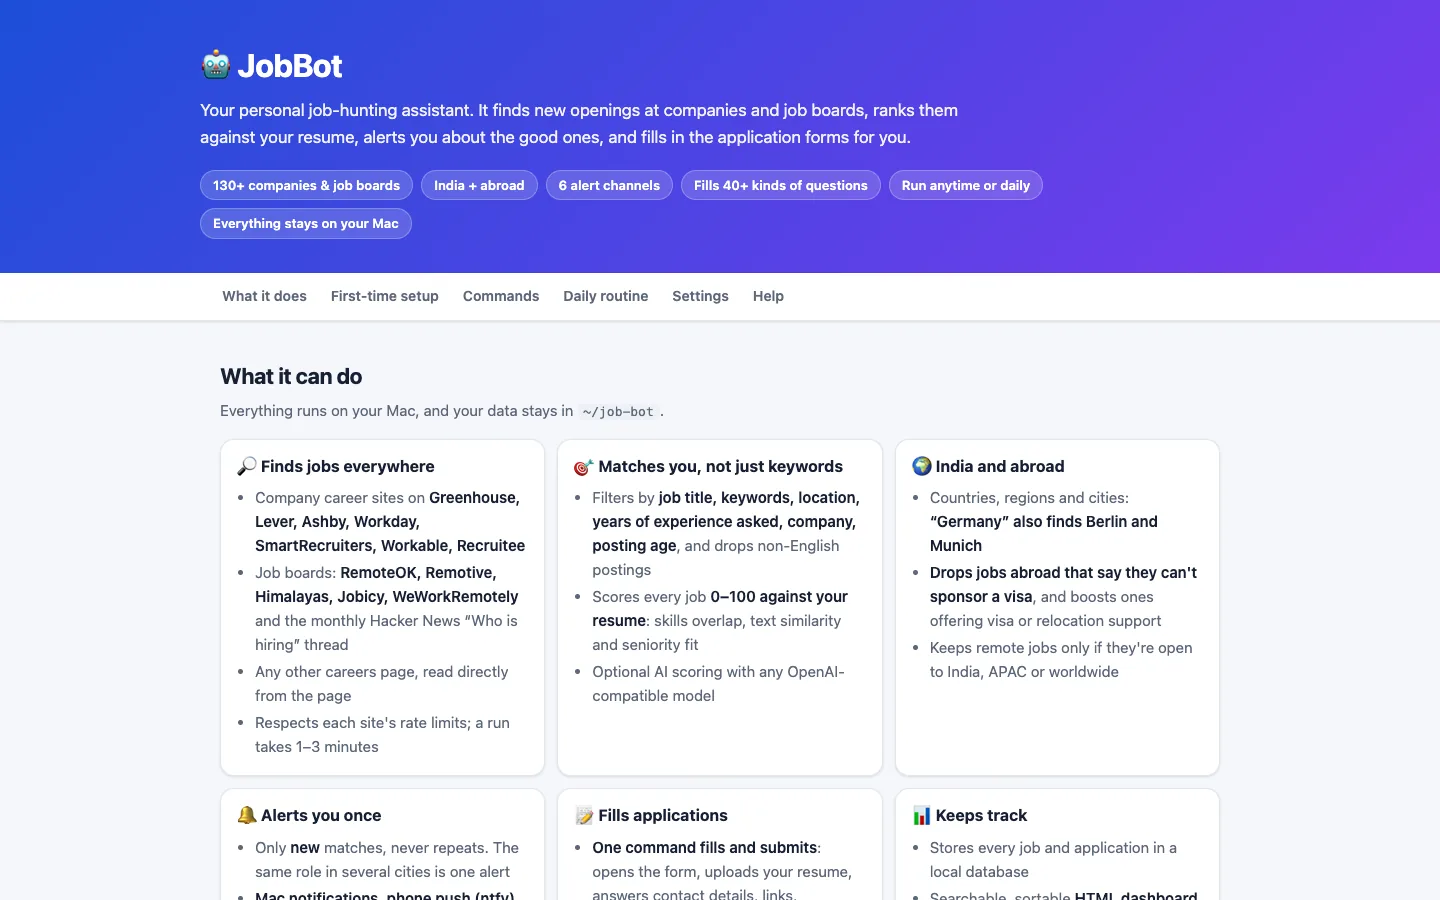 JobBot
Your personal job-hunting assistant. It finds new openings at companies and job boards, ranks them
against your resume, alerts you about the good ones, and fills in the application forms for you.
130+ companies & job boards
India + abroad
6 alert channels
Fills 40+ kinds of questions
Run anytime or daily
Everything stays on your Mac
What it does
First-time setup
Commands
Daily routine
Settings
Help
What it can do
Everything runs on your Mac, and your data stays in ~/job-bot .
Finds jobs everywhere
Company career sites on Greenhouse,
Lever, Ashby, Workday,
SmartRecruiters, Workable, Recruitee
Job boards: RemoteOK, Remotive,
Himalayas, Jobicy, WeWorkRemotely
and the monthly Hacker News “Who is
hiring” thread
Any other careers page, read directly
from the page
Respects each site's rate limits; a run
takes 1–3 minutes
Matches you, not just keywords
Filters by job title, keywords, location,
years of experience asked, company,
posting age, and drops non-English
postings
Scores every job 0–100 against your
resume: skills overlap, text similarity
and seniority fit
Optional AI scoring with any OpenAI-
compatible model
India and abroad
Countries, regions and cities:
“Germany” also finds Berlin and
Munich
Drops jobs abroad that say they can't
sponsor a visa, and boosts ones
offering visa or relocation support
Keeps remote jobs only if they're open
to India, APAC or worldwide
Alerts you once
Only new matches, never repeats. The
same role in several cities is one alert
Mac notifications, phone push (ntfy)
Fills applications
One command fills and submits:
opens the form, uploads your resume,
answers contact details, links,
Keeps track
Stores every job and application in a
local database
Searchable, sortable HTML dashboard